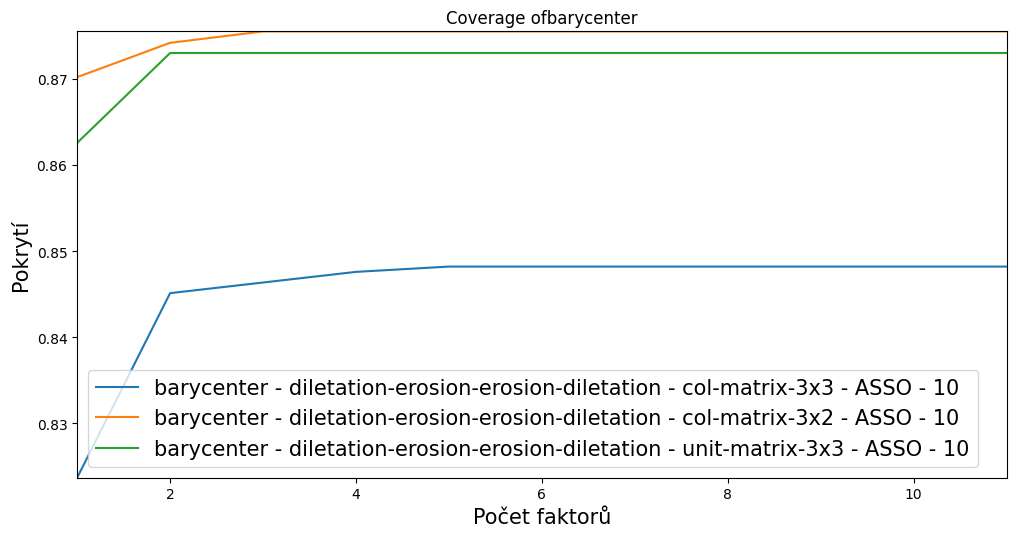 Coverage ofbarycenter
Pokrytí
0.87
0.86
0.85
0.84
0.83
barycenter - diletation-erosion-erosion-diletation - col-matrix-3x3 - ASSO - 10
barycenter - diletation-erosion-erosion-diletation - col-matrix-3x2 - ASSO - 10
barycenter - diletation-erosion-erosion-diletation - unit-matrix-3x3 - ASSO - 10
2 4 6 8 10
Počet faktorů